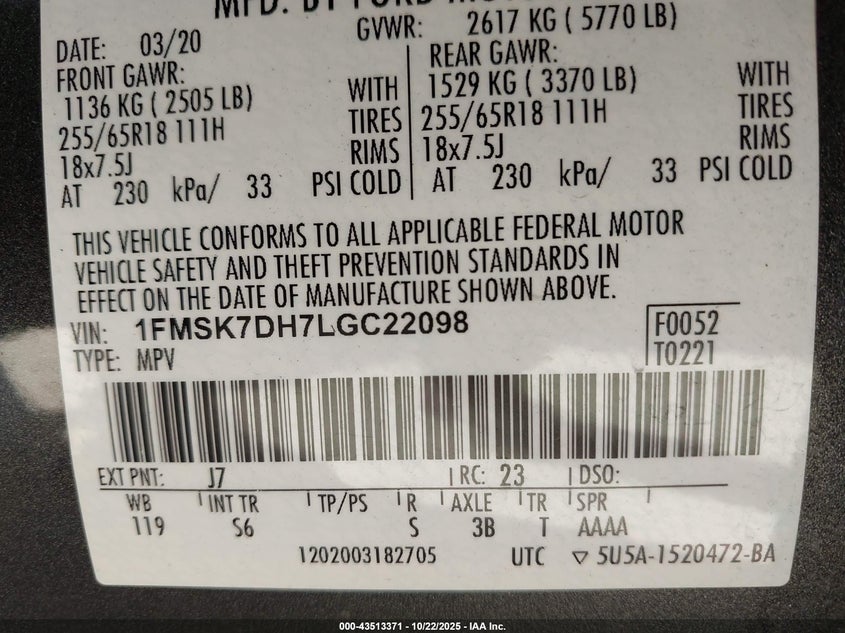 MFD. BY FORD MOTOR
GVWR: 2617 KG ( 5770 LB)
DATE: 03/20
FRONT GAWR:
1136 KG ( 2505 LB) WITH
255/65R18 111H TIRES
18x7.5J RIMS
AT 230 kPa/ 33 PSI COLD
REAR GAWR:
1529 KG ( 3370 LB) WITH
255/65R18 111H TIRES
18x7.5J RIMS
AT 230 kPa/ 33 PSI COLD
THIS VEHICLE CONFORMS TO ALL APPLICABLE FEDERAL MOTOR
VEHICLE SAFETY AND THEFT PREVENTION STANDARDS IN
EFFECT ON THE DATE OF MANUFACTURE SHOWN ABOVE.
VIN: 1FMSK7DH7LGC22098 F0052
TYPE: MPV T0221
EXT PNT: J7 RC: 23 DSO:
WB INT TR TP/PS R AXLE TR SPR
119 S6 S 3B T AAAA
1202003182705 UTC ▽ 5U5A-1520472-BA
000-43513371 - 10/22/2025 - IAA Inc.